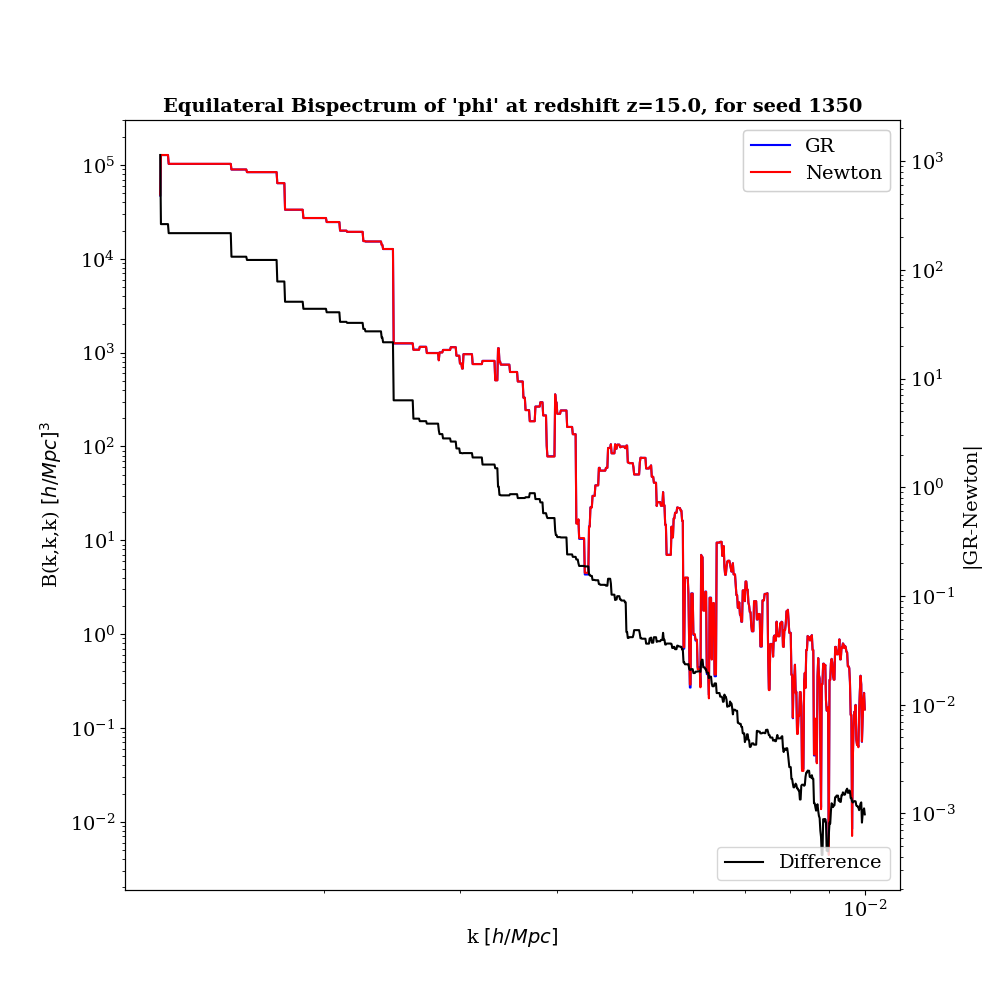 Equilateral Bispectrum of 'phi' at redshift z=15.0, for seed 1350
GR
Newton
10^5
10^4
10^3
10^2
10^1
10^0
10^-1
10^-2
B(k,k,k) [h/Mpc]^3
10^3
10^2
10^1
10^0
10^-1
10^-2
10^-3
|GR-Newton|
Difference
10^-2
k [h/Mpc]